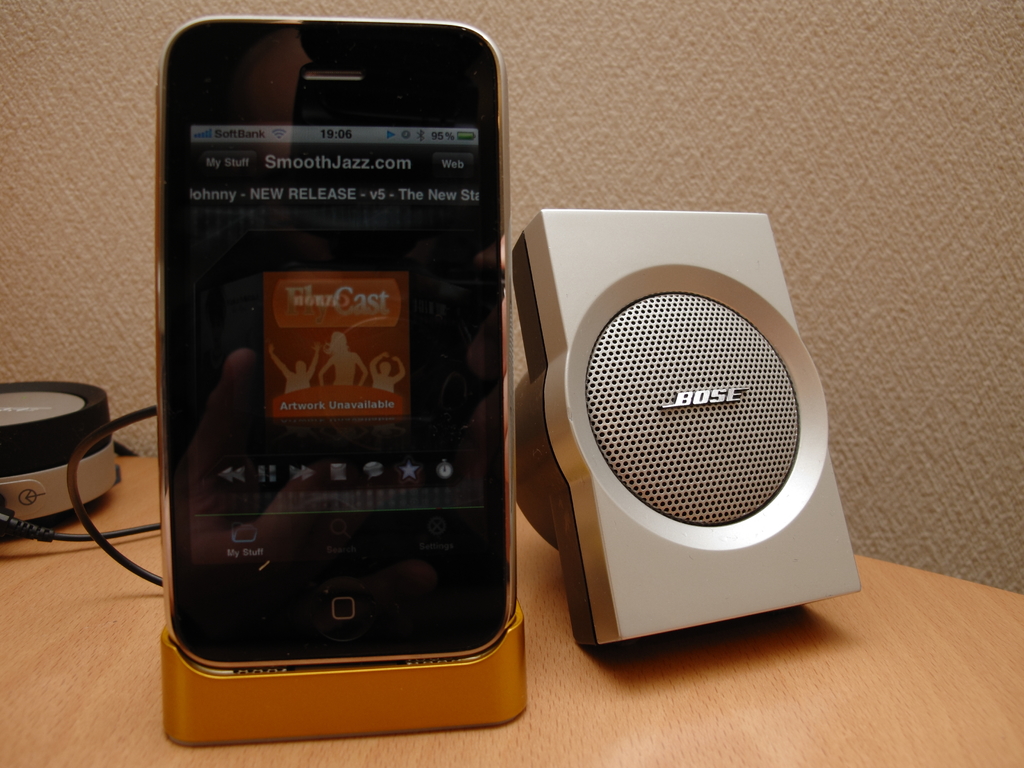 SoftBank 19:06 95%
My Stuff SmoothJazz.com Web
Johnny - NEW RELEASE - v5 - The New Sta
FlyCast
Artwork Unavailable
My Stuff Search Settings
BOSE